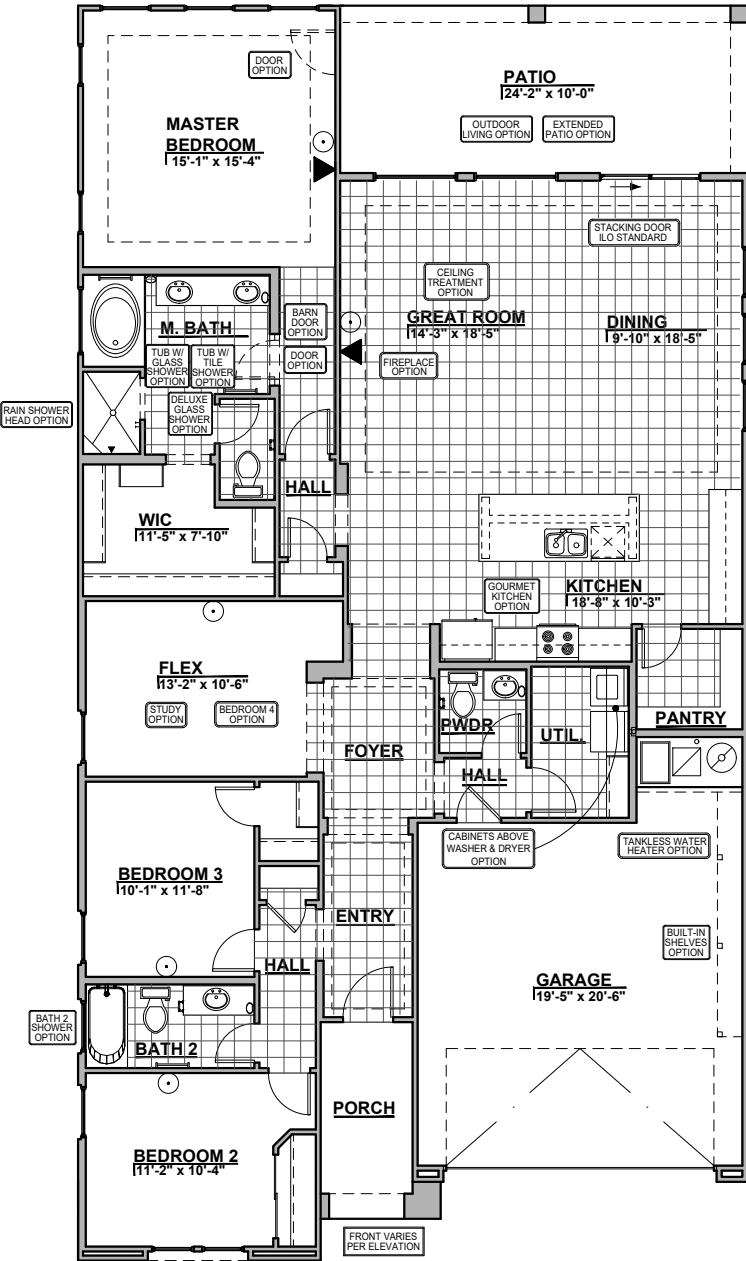 DOOR
OPTION
PATIO
24'-2" x 10'-0"
OUTDOOR
LIVING OPTION
EXTENDED
PATIO OPTION
MASTER
BEDROOM
15'-1" x 15'-4"
STACKING DOOR
ILO STANDARD
CEILING
TREATMENT
OPTION
GREAT ROOM
14'-3" x 18'-5"
DINING
9'-10" x 18'-5"
FIREPLACE
OPTION
BARN
DOOR
OPTION
DOOR
OPTION
M. BATH
TUB W/
GLASS
SHOWER
OPTION
TUB W/
TILE
SHOWER
OPTION
DELUXE
GLASS
SHOWER
OPTION
RAIN SHOWER
HEAD OPTION
HALL
WIC
11'-5" x 7'-10"
GOURMET
KITCHEN
OPTION
KITCHEN
18'-8" x 10'-3"
FLEX
13'-2" x 10'-6"
STUDY
OPTION
BEDROOM 4
OPTION
FOYER
PWDR
UTIL.
PANTRY
HALL
CABINETS ABOVE
WASHER & DRYER
OPTION
TANKLESS WATER
HEATER OPTION
BEDROOM 3
10'-1" x 11'-8"
ENTRY
HALL
BUILT-IN
SHELVES
OPTION
GARAGE
19'-5" x 20'-6"
BATH 2
SHOWER
OPTION
BATH 2
PORCH
BEDROOM 2
11'-2" x 10'-4"
FRONT VARIES
PER ELEVATION